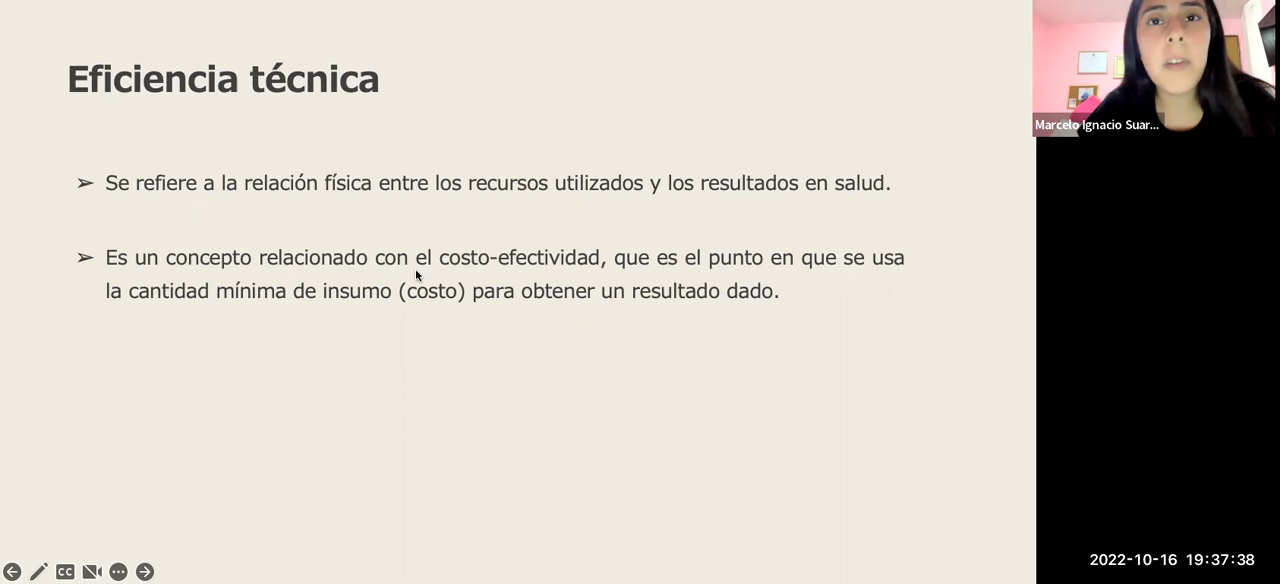 Eficiencia técnica
➢ Se refiere a la relación física entre los recursos utilizados y los resultados en salud.
➢ Es un concepto relacionado con el costo-efectividad, que es el punto en que se usa
la cantidad mínima de insumo (costo) para obtener un resultado dado.
Marcelo Ignacio Suar...
CC
2022-10-16 19:37:38